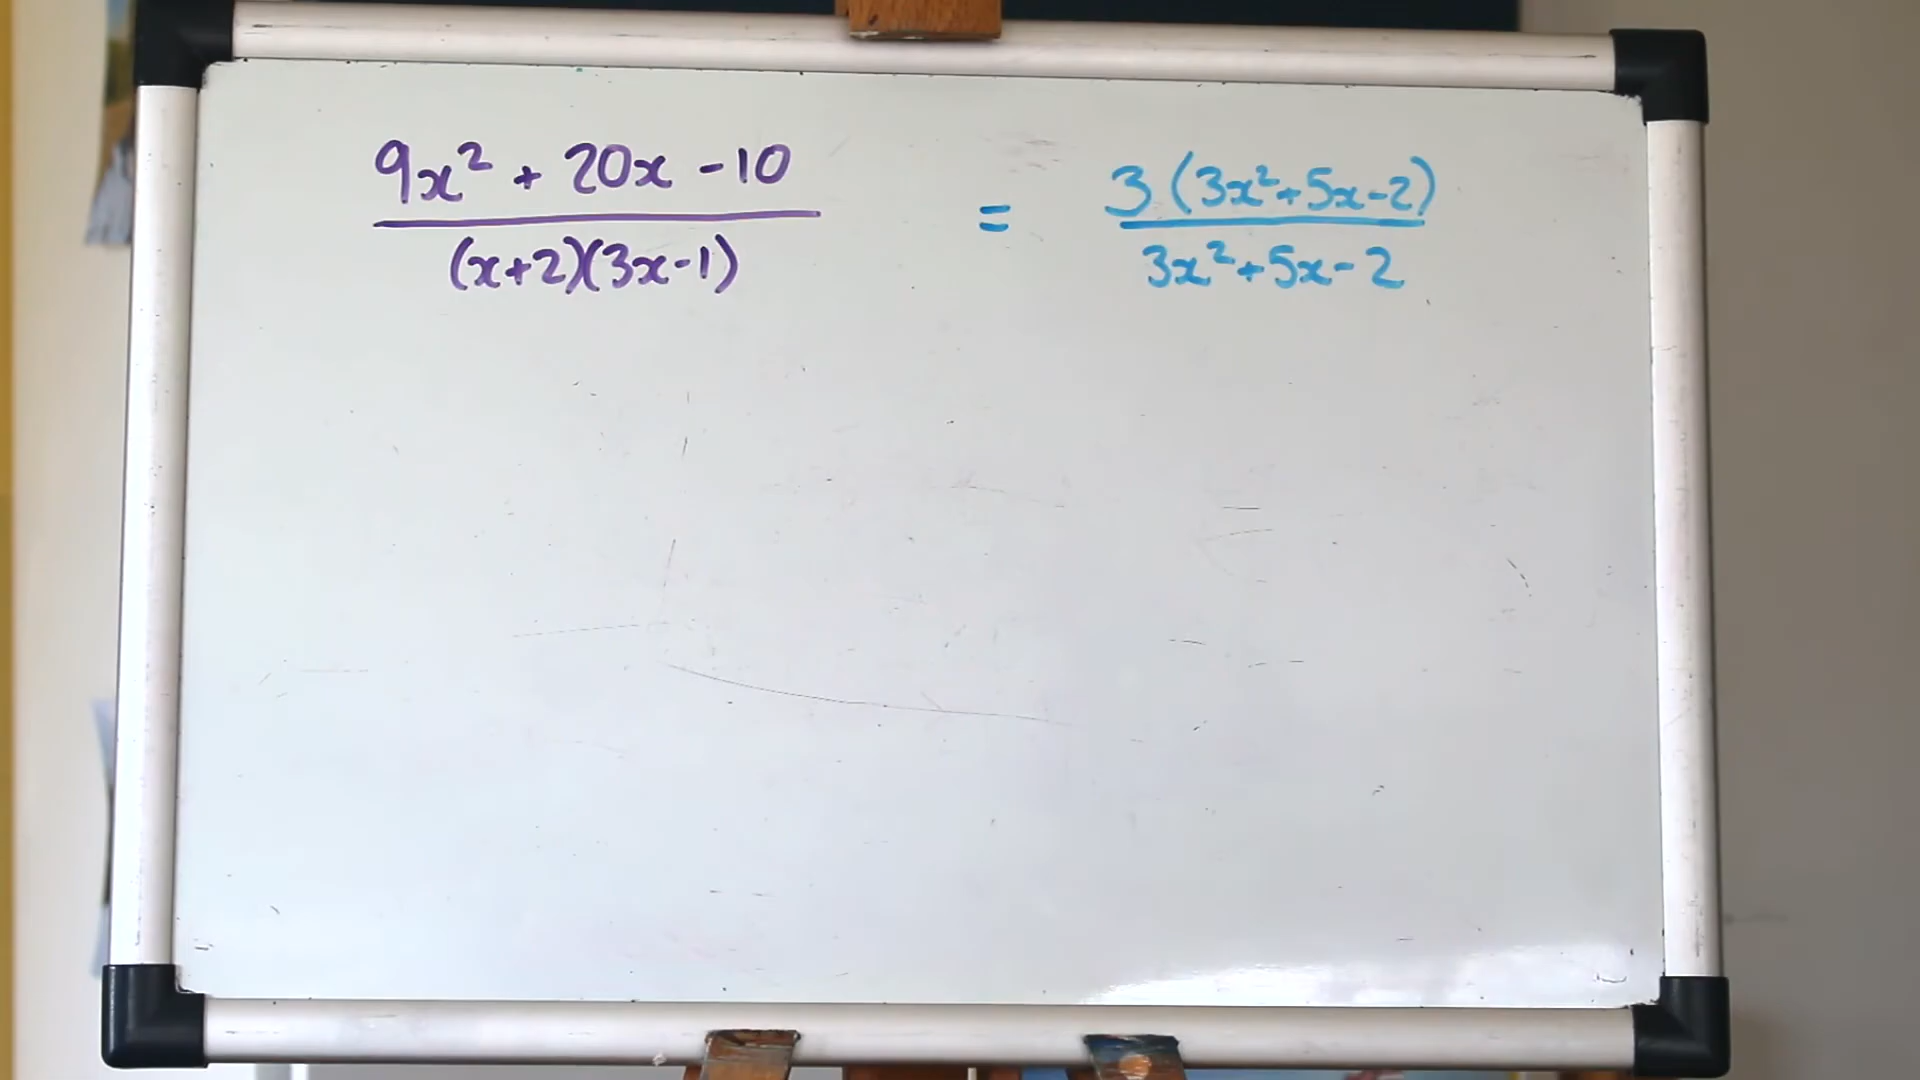 9x² + 20x - 10 / (x+2)(3x-1) = 3(3x²+5x-2) / 3x²+5x-2